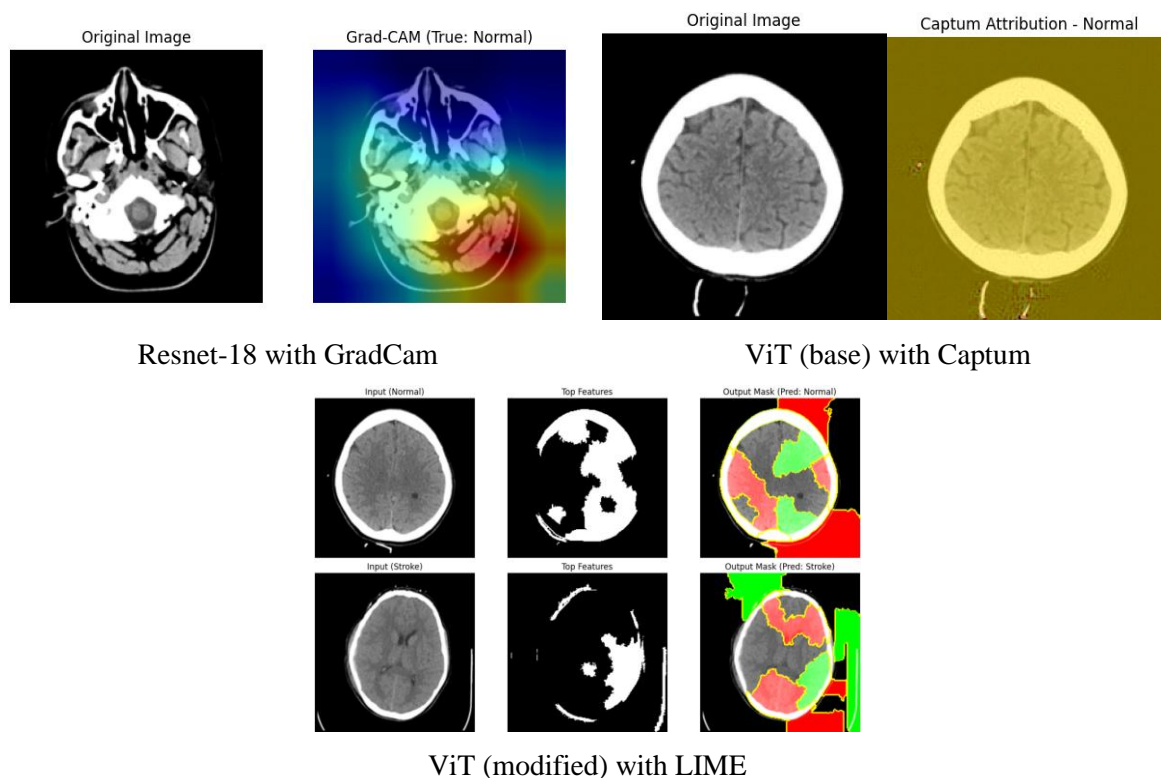 Original Image
Grad-CAM (True: Normal)
Original Image
Captum Attribution - Normal
Resnet-18 with GradCam
ViT (base) with Captum
Input (Normal)
Top Features
Output Mask (Pred: Normal)
Input (Stroke)
Top Features
Output Mask (Pred: Stroke)
ViT (modified) with LIME